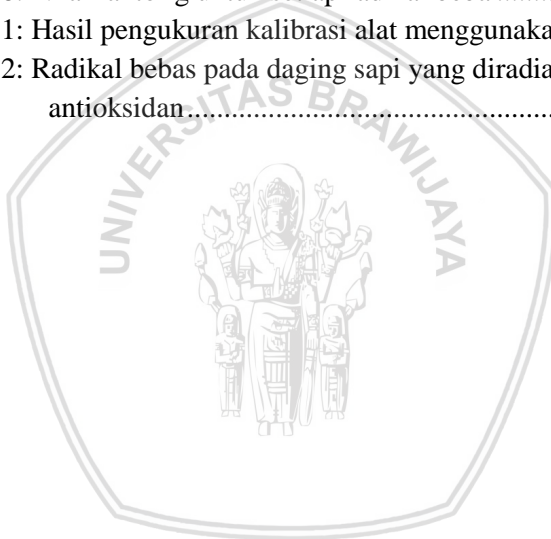 1: Hasil pengukuran kalibrasi alat menggunaka
2: Radikal bebas pada daging sapi yang diradia
antioksidan....................................................
UNIVERSITAS BRAWIJAYA